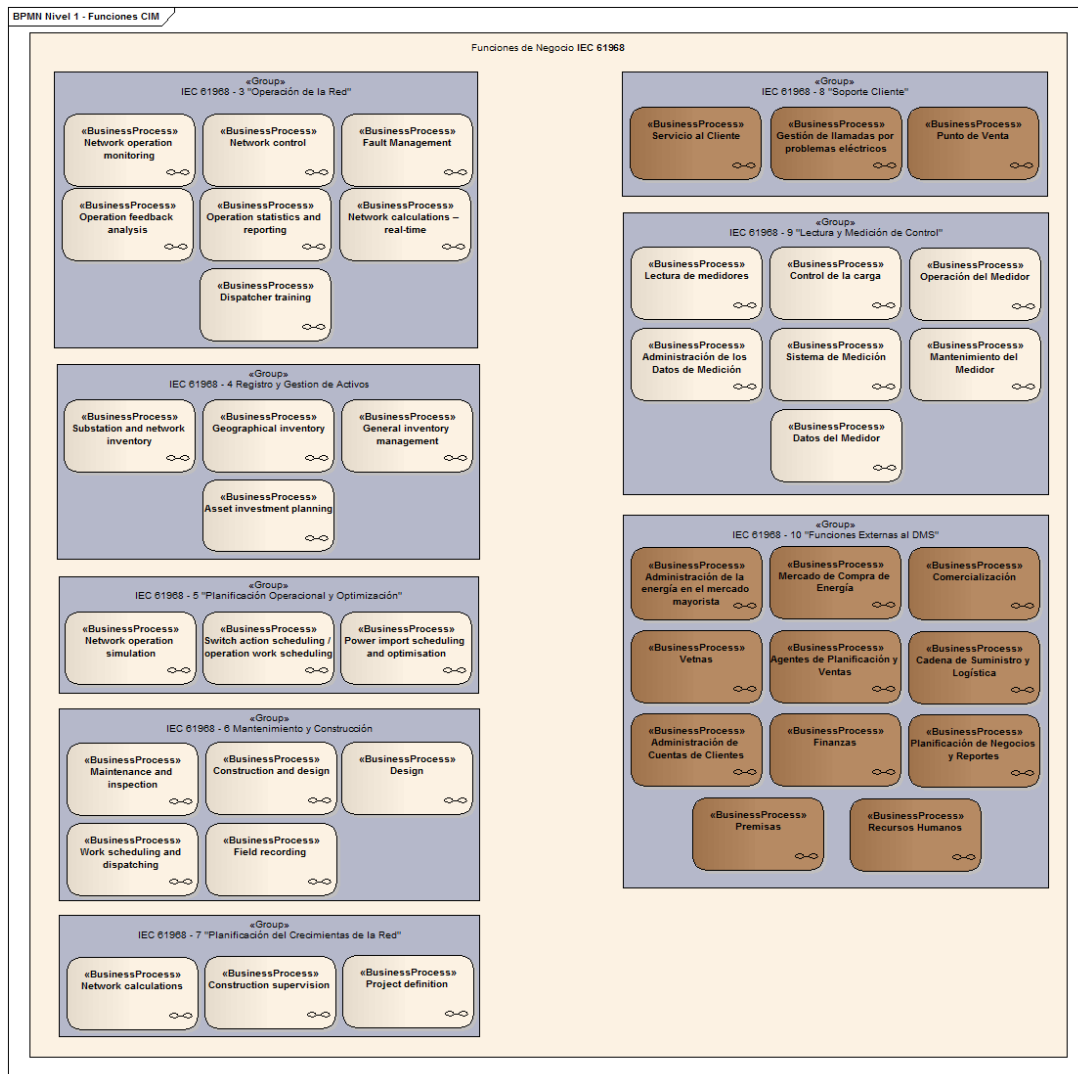 BPMN Nivel 1 - Funciones CIM
Funciones de Negocio IEC 61968
«Group»
IEC 61968 - 3 "Operación de la Red"
«BusinessProcess»
Network operation
monitoring
«BusinessProcess»
Network control
«BusinessProcess»
Fault Management
«BusinessProcess»
Operation feedback
analysis
«BusinessProcess»
Operation statistics and
reporting
«BusinessProcess»
Network calculations –
real-time
«BusinessProcess»
Dispatcher training
«Group»
IEC 61968 - 4 Registro y Gestion de Activos
«BusinessProcess»
Substation and network
inventory
«BusinessProcess»
Geographical inventory
«BusinessProcess»
General inventory
management
«BusinessProcess»
Asset investment planning
«Group»
IEC 61968 - 5 "Planificación Operacional y Optimización"
«BusinessProcess»
Network operation
simulation
«BusinessProcess»
Switch action scheduling /
operation work scheduling
«BusinessProcess»
Power import scheduling
and optimisation
«Group»
IEC 61968 - 6 Mantenimiento y Construcción
«BusinessProcess»
Maintenance and
inspection
«BusinessProcess»
Construction and design
«BusinessProcess»
Design
«BusinessProcess»
Work scheduling and
dispatching
«BusinessProcess»
Field recording
«Group»
IEC 61968 - 7 "Planificación del Crecimientas de la Red"
«BusinessProcess»
Network calculations
«BusinessProcess»
Construction supervision
«BusinessProcess»
Project definition
«Group»
IEC 61968 - 8 "Soporte Cliente"
«BusinessProcess»
Servicio al Cliente
«BusinessProcess»
Gestión de llamadas por
problemas eléctricos
«BusinessProcess»
Punto de Venta
«Group»
IEC 61968 - 9 "Lectura y Medición de Control"
«BusinessProcess»
Lectura de medidores
«BusinessProcess»
Control de la carga
«BusinessProcess»
Operación del Medidor
«BusinessProcess»
Administración de los
Datos de Medición
«BusinessProcess»
Sistema de Medición
«BusinessProcess»
Mantenimiento del
Medidor
«BusinessProcess»
Datos del Medidor
«Group»
IEC 61968 - 10 "Funciones Externas al DMS"
«BusinessProcess»
Administración de la
energía en el mercado
mayorista
«BusinessProcess»
Mercado de Compra de
Energía
«BusinessProcess»
Comercialización
«BusinessProcess»
Vetnas
«BusinessProcess»
Agentes de Planificación y
Ventas
«BusinessProcess»
Cadena de Suministro y
Logística
«BusinessProcess»
Administración de
Cuentas de Clientes
«BusinessProcess»
Finanzas
«BusinessProcess»
Planificación de Negocios
y Reportes
«BusinessProcess»
Premisas
«BusinessProcess»
Recursos Humanos